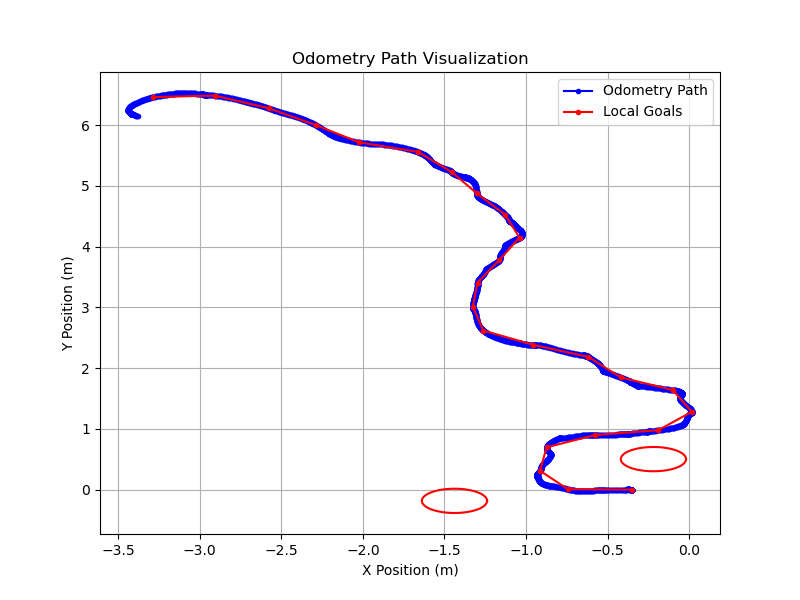 Odometry Path Visualization
Odometry Path
Local Goals
Y Position (m)
6
5
4
3
2
1
0
−3.5 −3.0 −2.5 −2.0 −1.5 −1.0 −0.5 0.0
X Position (m)